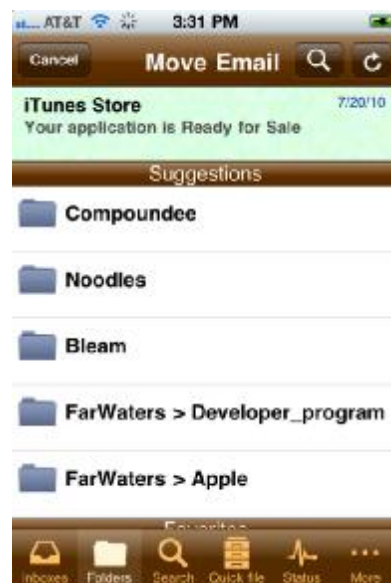 AT&T 3:31 PM
Cancel Move Email
iTunes Store 7/20/10
Your application is Ready for Sale
Suggestions
Compoundee
Noodles
Bleam
FarWaters > Developer_program
FarWaters > Apple
Favorites
Inboxes Folders Search Quick file Status More